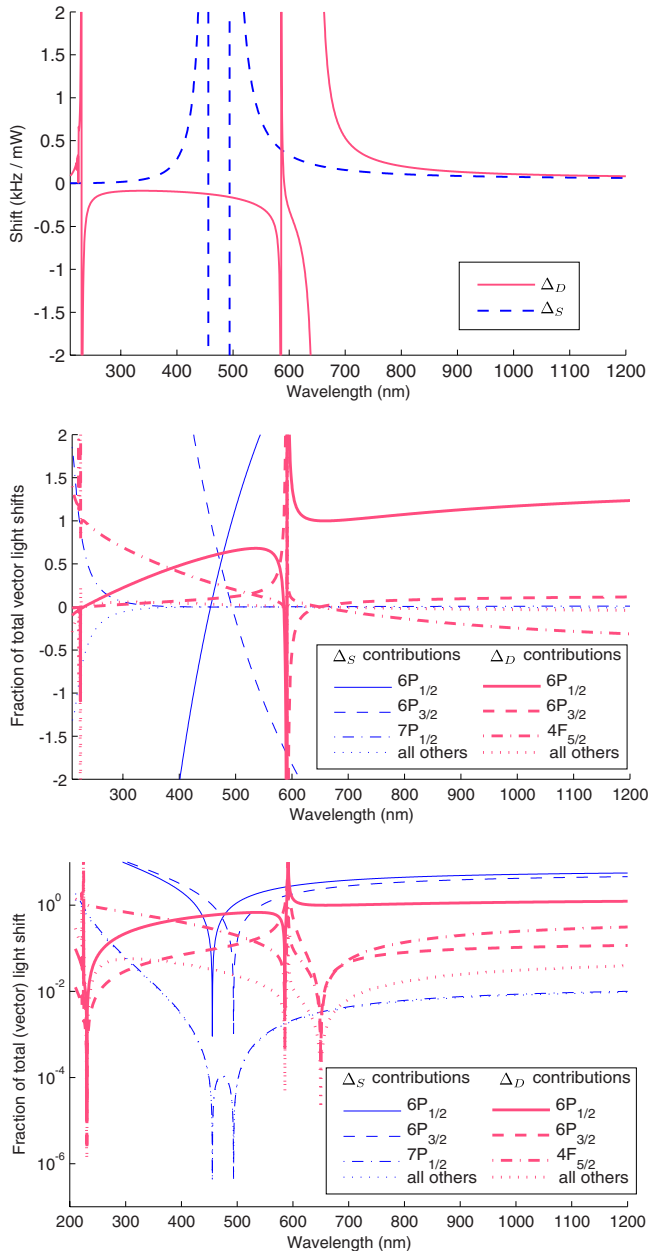 2
1.5
1
0.5
0
-0.5
-1
-1.5
-2
Shift (kHz / mW)
Δ_D
Δ_S
300 400 500 600 700 800 900 1000 1100 1200
Wavelength (nm)
2
1.5
1
0.5
0
-0.5
-1
-1.5
-2
Fraction of total vector light shifts
Δ_S contributions Δ_D contributions
6P_1/2 6P_1/2
6P_3/2 6P_3/2
7P_1/2 4F_5/2
all others all others
300 400 500 600 700 800 900 1000 1100 1200
Wavelength (nm)
10^0
10^-2
10^-4
10^-6
Fraction of total (vector) light shift
Δ_S contributions Δ_D contributions
6P_1/2 6P_1/2
6P_3/2 6P_3/2
7P_1/2 4F_5/2
all others all others
200 300 400 500 600 700 800 900 1000 1100 1200
Wavelength (nm)